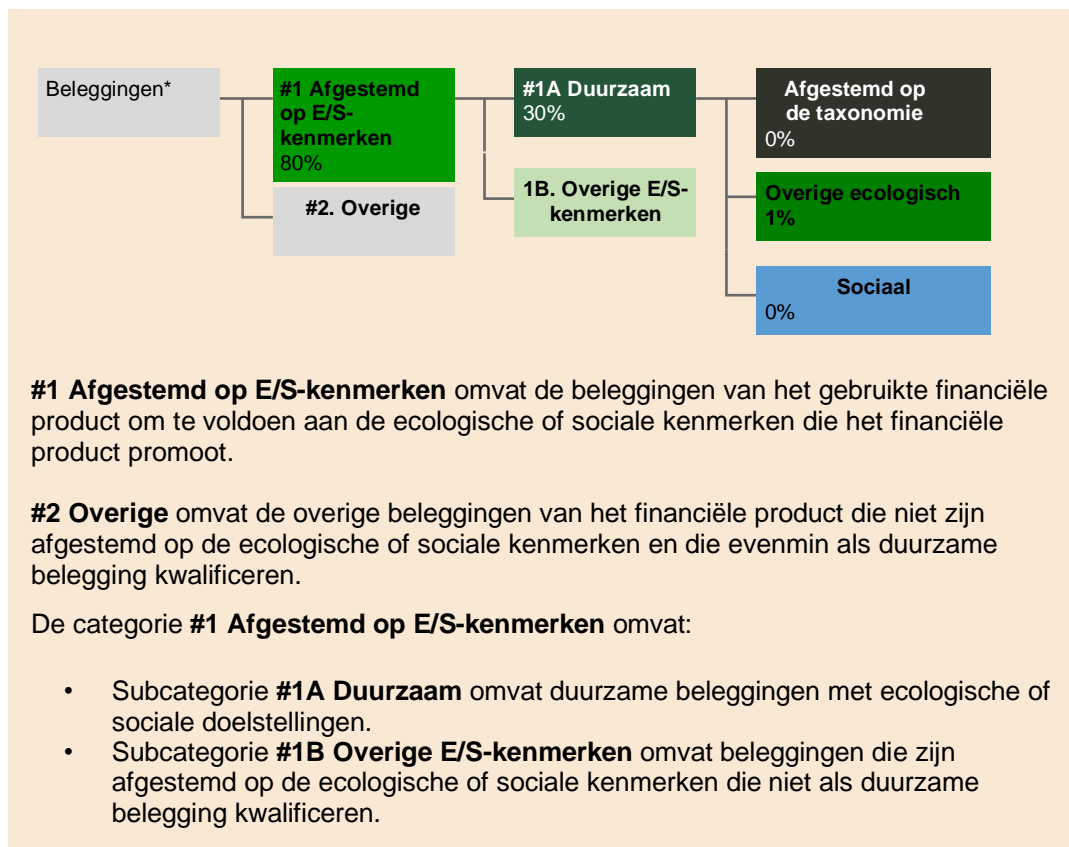 Beleggingen*
#1 Afgestemd
op E/S-
kenmerken
80%
#2. Overige
#1A Duurzaam
30%
1B. Overige E/S-
kenmerken
Afgestemd op
de taxonomie
0%
Overige ecologisch
1%
Sociaal
0%
#1 Afgestemd op E/S-kenmerken omvat de beleggingen van het gebruikte financiële
product om te voldoen aan de ecologische of sociale kenmerken die het financiële
product promoot.
#2 Overige omvat de overige beleggingen van het financiële product die niet zijn
afgestemd op de ecologische of sociale kenmerken en die evenmin als duurzame
belegging kwalificeren.
De categorie #1 Afgestemd op E/S-kenmerken omvat:
• Subcategorie #1A Duurzaam omvat duurzame beleggingen met ecologische of
sociale doelstellingen.
• Subcategorie #1B Overige E/S-kenmerken omvat beleggingen die zijn
afgestemd op de ecologische of sociale kenmerken die niet als duurzame
belegging kwalificeren.